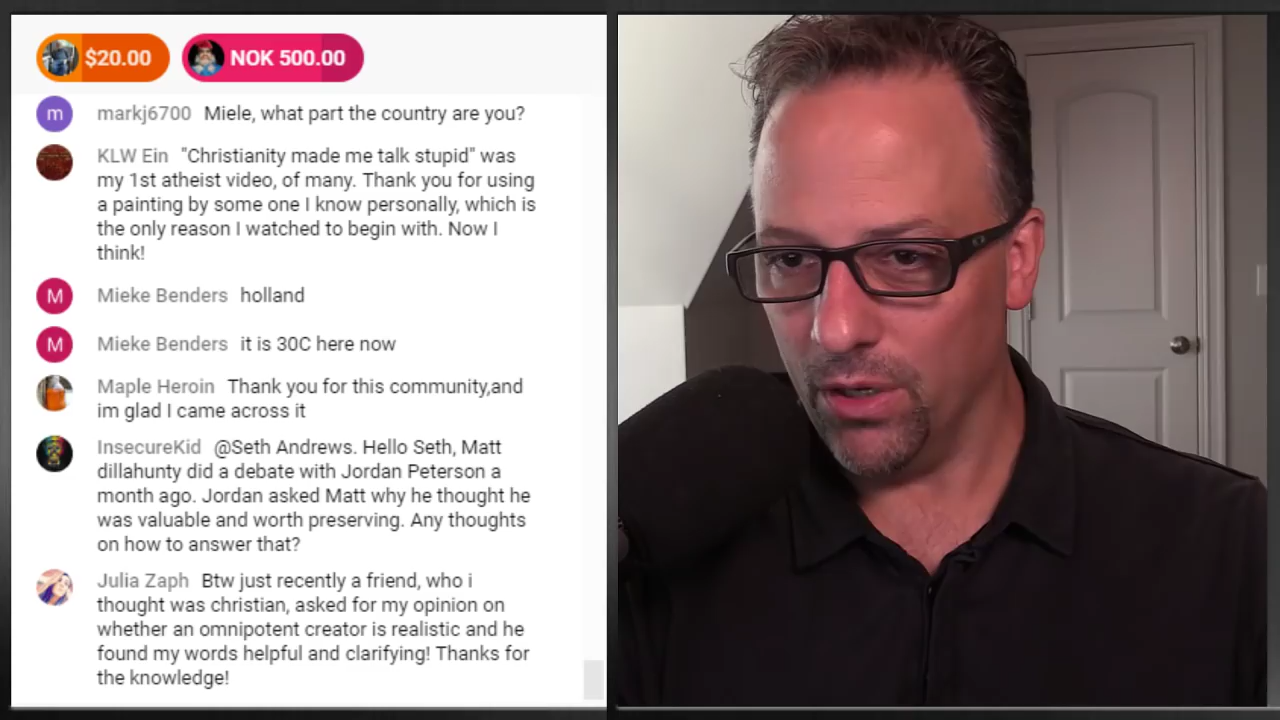 $20.00
NOK 500.00
m
markj6700 Miele, what part the country are you?
KLW Ein "Christianity made me talk stupid" was
my 1st atheist video, of many. Thank you for using
a painting by some one I know personally, which is
the only reason I watched to begin with. Now I
think!
M
Mieke Benders holland
M
Mieke Benders it is 30C here now
Maple Heroin Thank you for this community,and
im glad I came across it
InsecureKid @Seth Andrews. Hello Seth, Matt
dillahunty did a debate with Jordan Peterson a
month ago. Jordan asked Matt why he thought he
was valuable and worth preserving. Any thoughts
on how to answer that?
Julia Zaph Btw just recently a friend, who i
thought was christian, asked for my opinion on
whether an omnipotent creator is realistic and he
found my words helpful and clarifying! Thanks for
the knowledge!